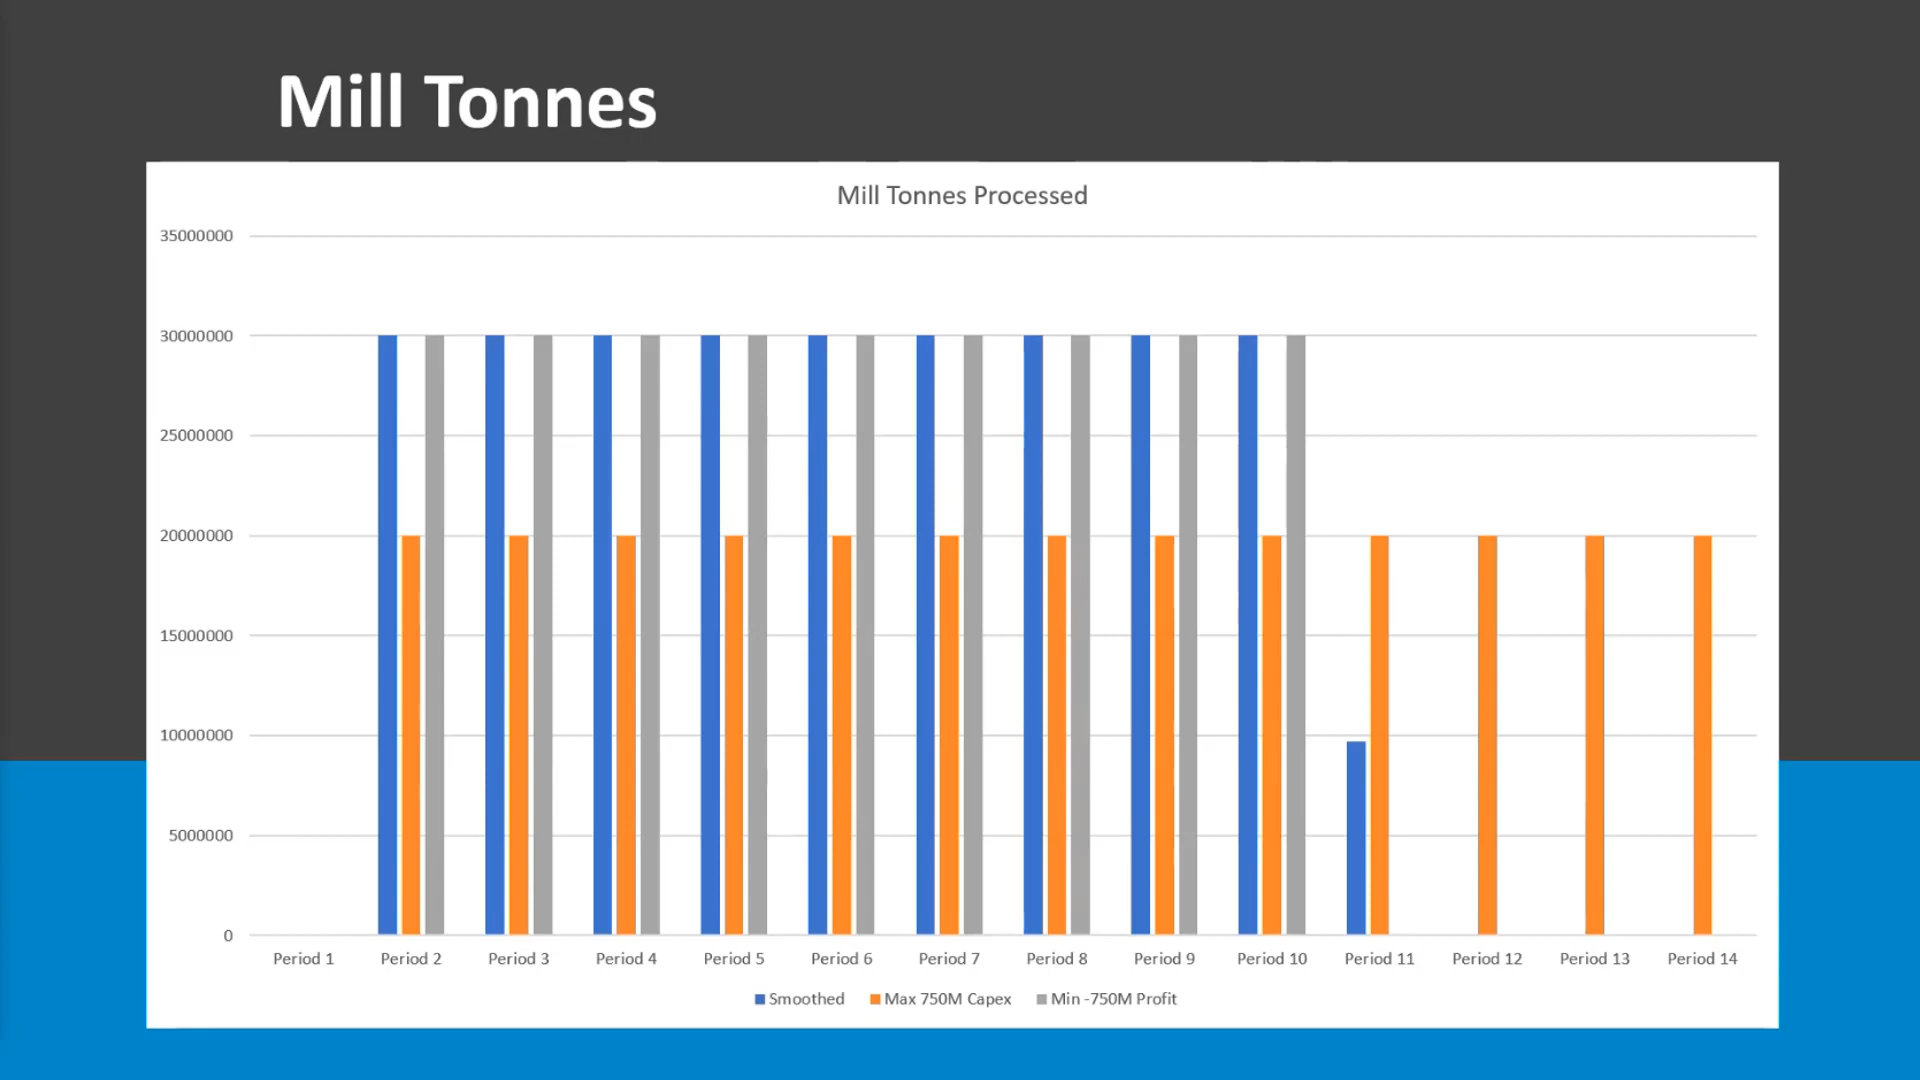 Mill Tonnes
Mill Tonnes Processed
35000000
30000000
25000000
20000000
15000000
10000000
5000000
0
Period 1 Period 2 Period 3 Period 4 Period 5 Period 6 Period 7 Period 8 Period 9 Period 10 Period 11 Period 12 Period 13 Period 14
Smoothed Max 750M Capex Min -750M Profit